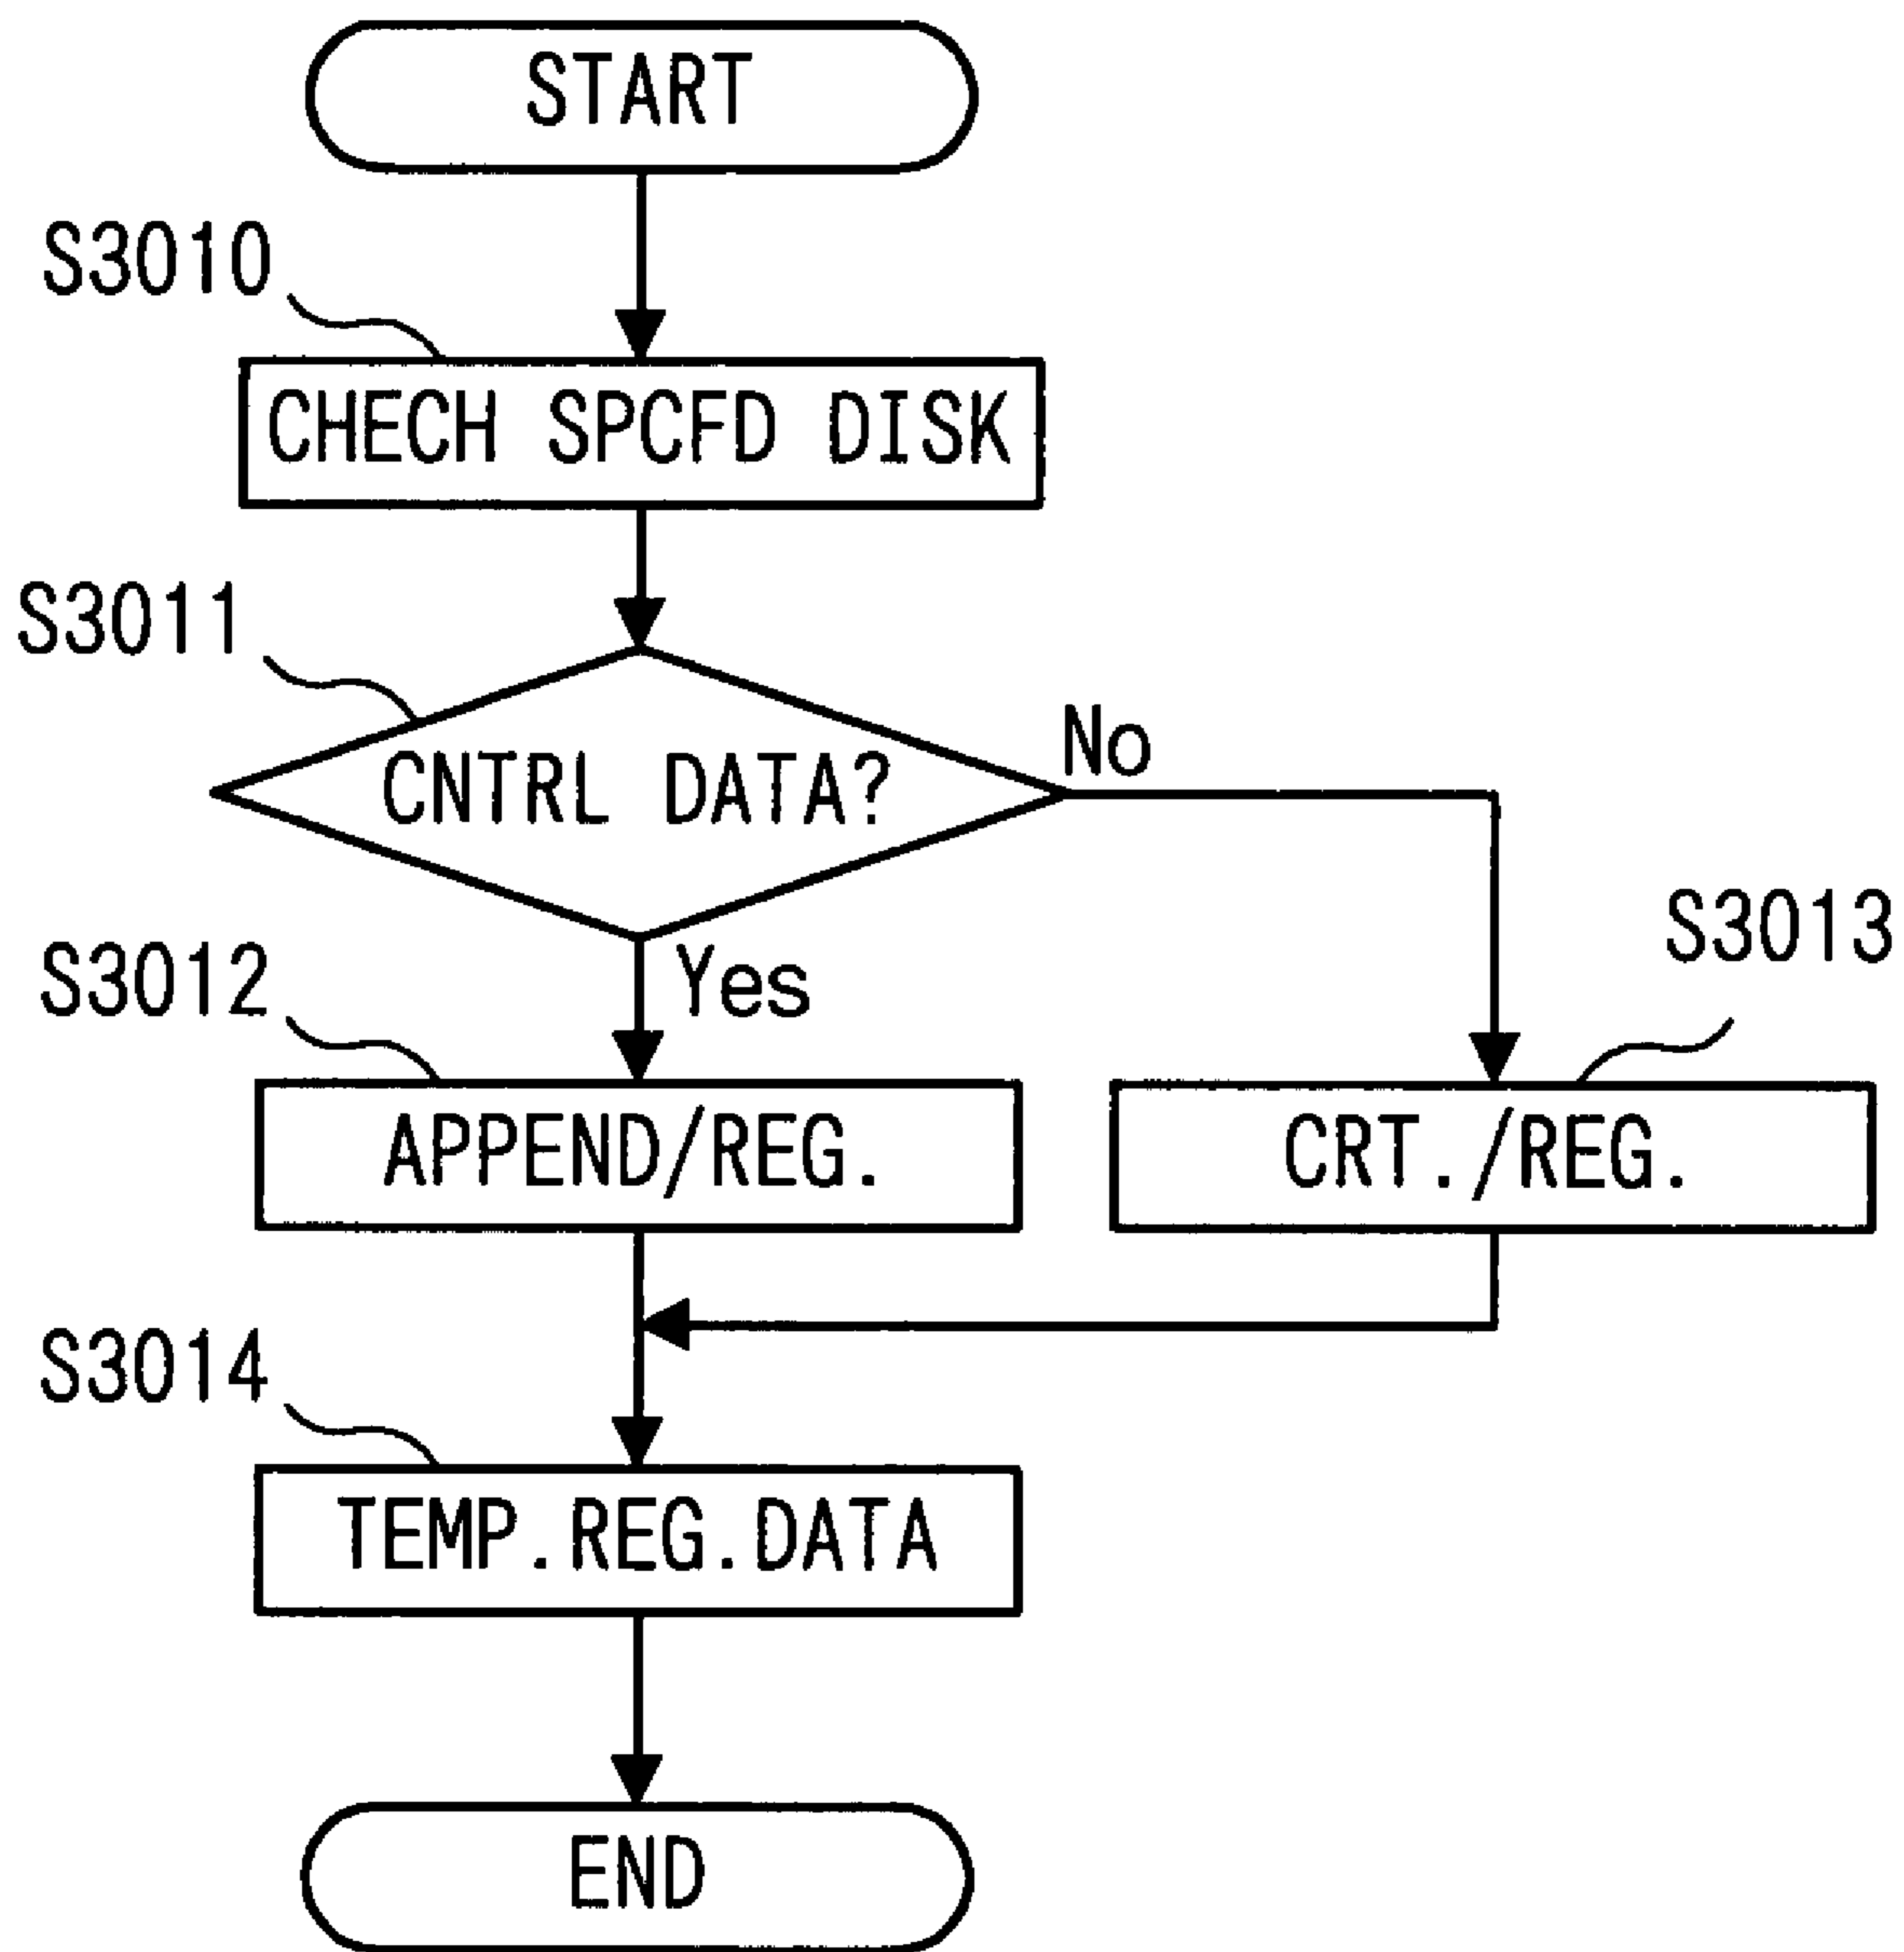 START
S3010
CHECH SPCFD DISK
S3011
CNTRL DATA?
No
S3012
Yes
S3013
APPEND/REG.
CRT./REG.
S3014
TEMP.REG.DATA
END